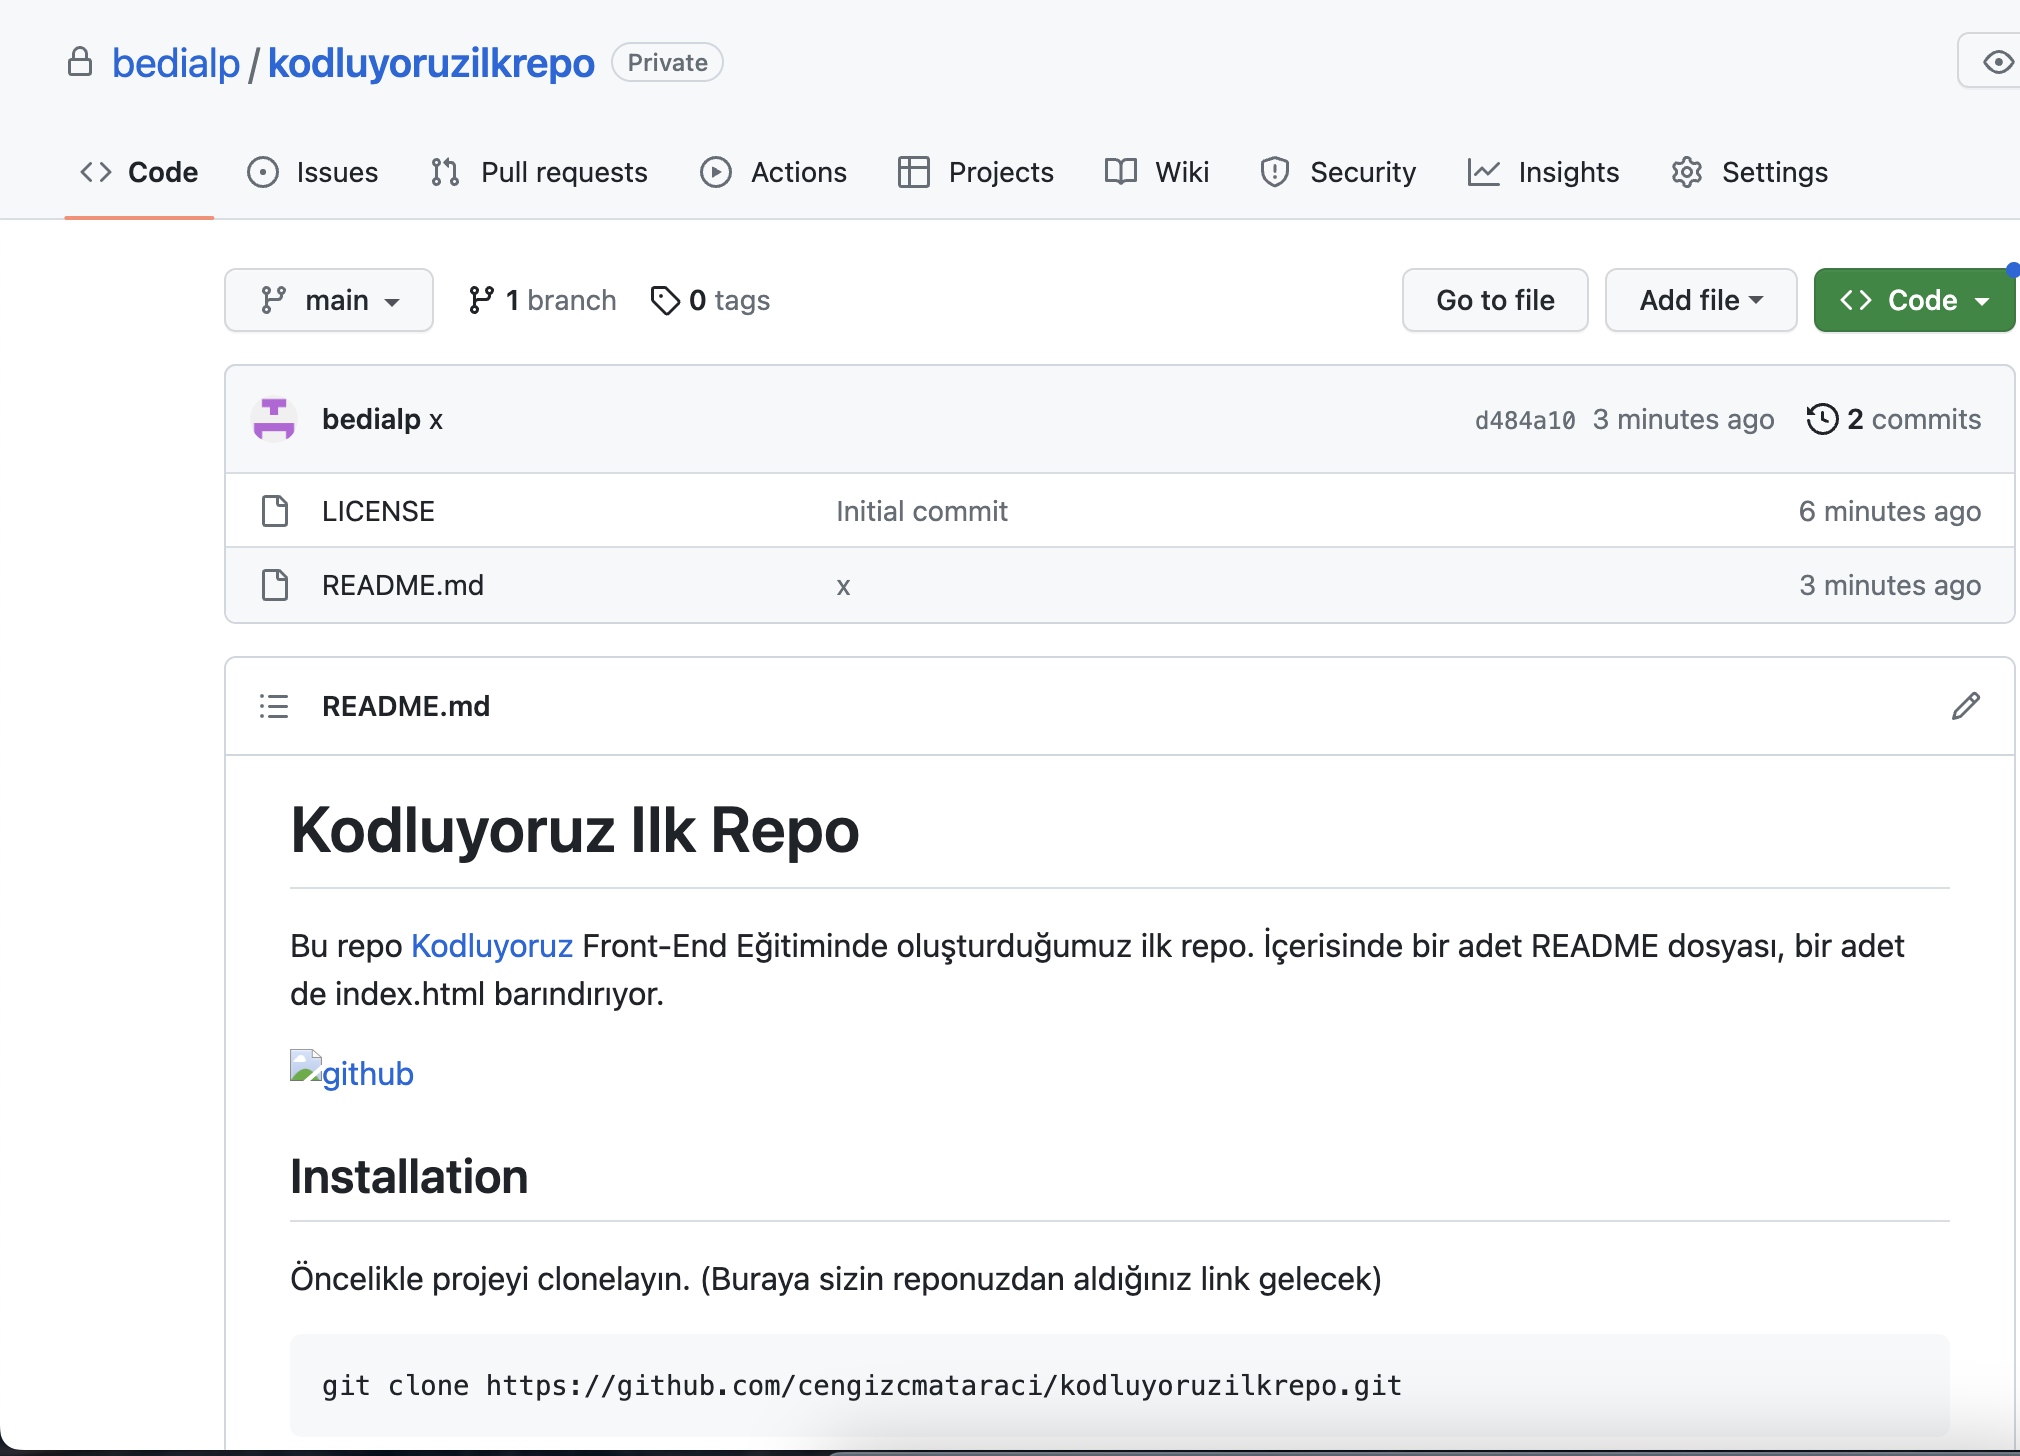 bedialp / kodluyoruzilkrepo Private
Code Issues Pull requests Actions Projects Wiki Security Insights Settings
main 1 branch 0 tags Go to file Add file Code
bedialp x d484a10 3 minutes ago 2 commits
LICENSE Initial commit 6 minutes ago
README.md x 3 minutes ago
README.md
Kodluyoruz Ilk Repo
Bu repo Kodluyoruz Front-End Eğitiminde oluşturduğumuz ilk repo. İçerisinde bir adet README dosyası, bir adet
de index.html barındırıyor.
github
Installation
Öncelikle projeyi clonelayın. (Buraya sizin reponuzdan aldığınız link gelecek)
git clone https://github.com/cengizcmataraci/kodluyoruzilkrepo.git